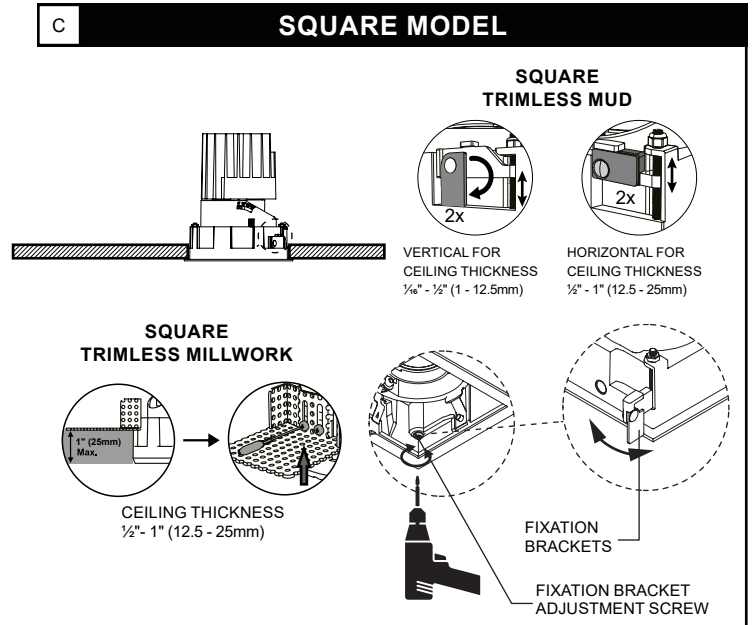 C
SQUARE MODEL
SQUARE
TRIMLESS MUD
2x
2x
VERTICAL FOR
CEILING THICKNESS
¹⁄₁₆" - ½" (1 - 12.5mm)
HORIZONTAL FOR
CEILING THICKNESS
½" - 1" (12.5 - 25mm)
SQUARE
TRIMLESS MILLWORK
1" (25mm)
Max.
CEILING THICKNESS
½"- 1" (12.5 - 25mm)
FIXATION
BRACKETS
FIXATION BRACKET
ADJUSTMENT SCREW